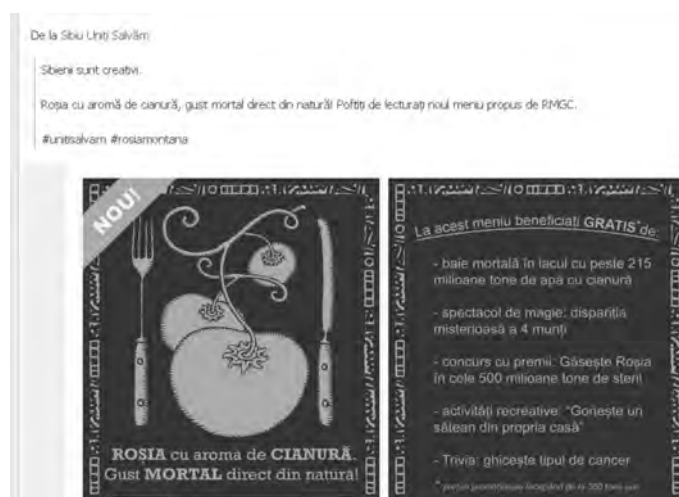 De la Sibiu Uniți Salvăm
Sibienii sunt creativi.
Roșia cu aromă de cianură, gust mortal direct din natură! Poftiți de lecturați noul meniu propus de RMGC.
#unitisalvam #rosiamontana
NOU!
ROȘIA cu aromă de CIANURĂ.
Gust MORTAL direct din natură!
La acest meniu beneficiați GRATIS* de:
- baie mortală în lacul cu peste 215
milioane tone de apă cu cianură
- spectacol de magie: dispariția
misterioasă a 4 munți
- concurs cu premii: Găsește Roșia
în cele 500 milioane tone de steril
- activități recreative: "Gonește un
sătean din propria casă"
- Trivia: ghicește tipul de cancer